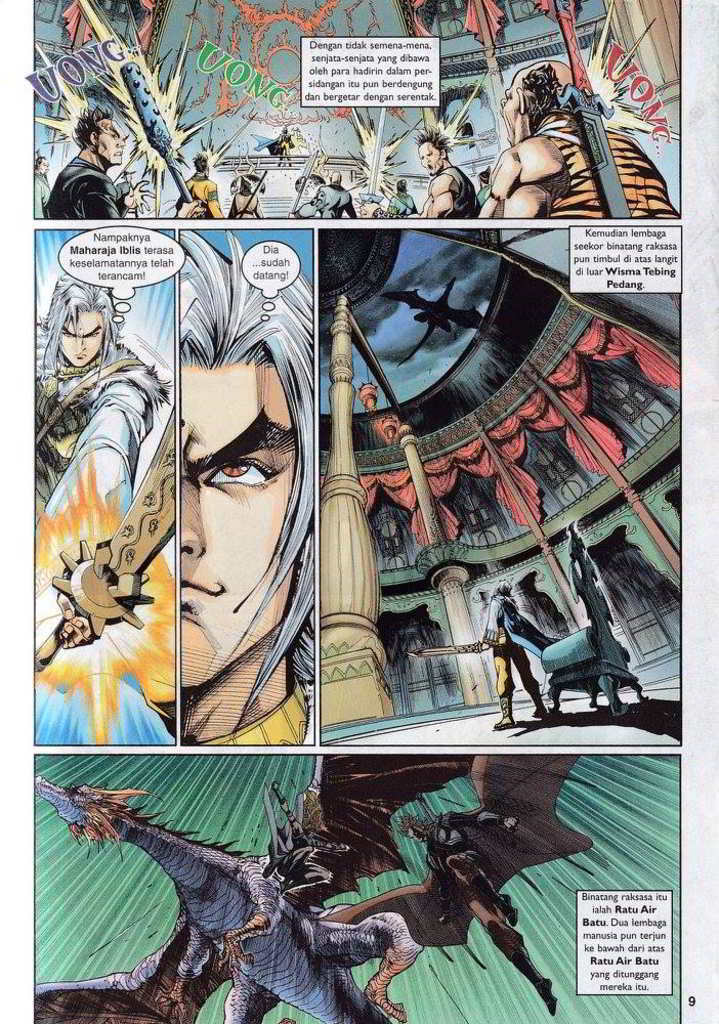 UONG...
UONG
UONG...
Dengan tidak semena-mena,
senjata-senjata yang dibawa
oleh para hadirin dalam per-
sidangan itu pun berdengung
dan bergetar dengan serentak.
Nampaknya
Maharaja Iblis terasa
keselamatannya telah
terancam!
Dia
...sudah
datang!
Kemudian lembaga
seekor binatang raksasa
pun timbul di atas langit
di luar Wisma Tebing
Pedang.
Binatang raksasa itu
ialah Ratu Air
Batu. Dua lembaga
manusia pun terjun
ke bawah dari atas
Ratu Air Batu
yang ditunggang
mereka itu.
9